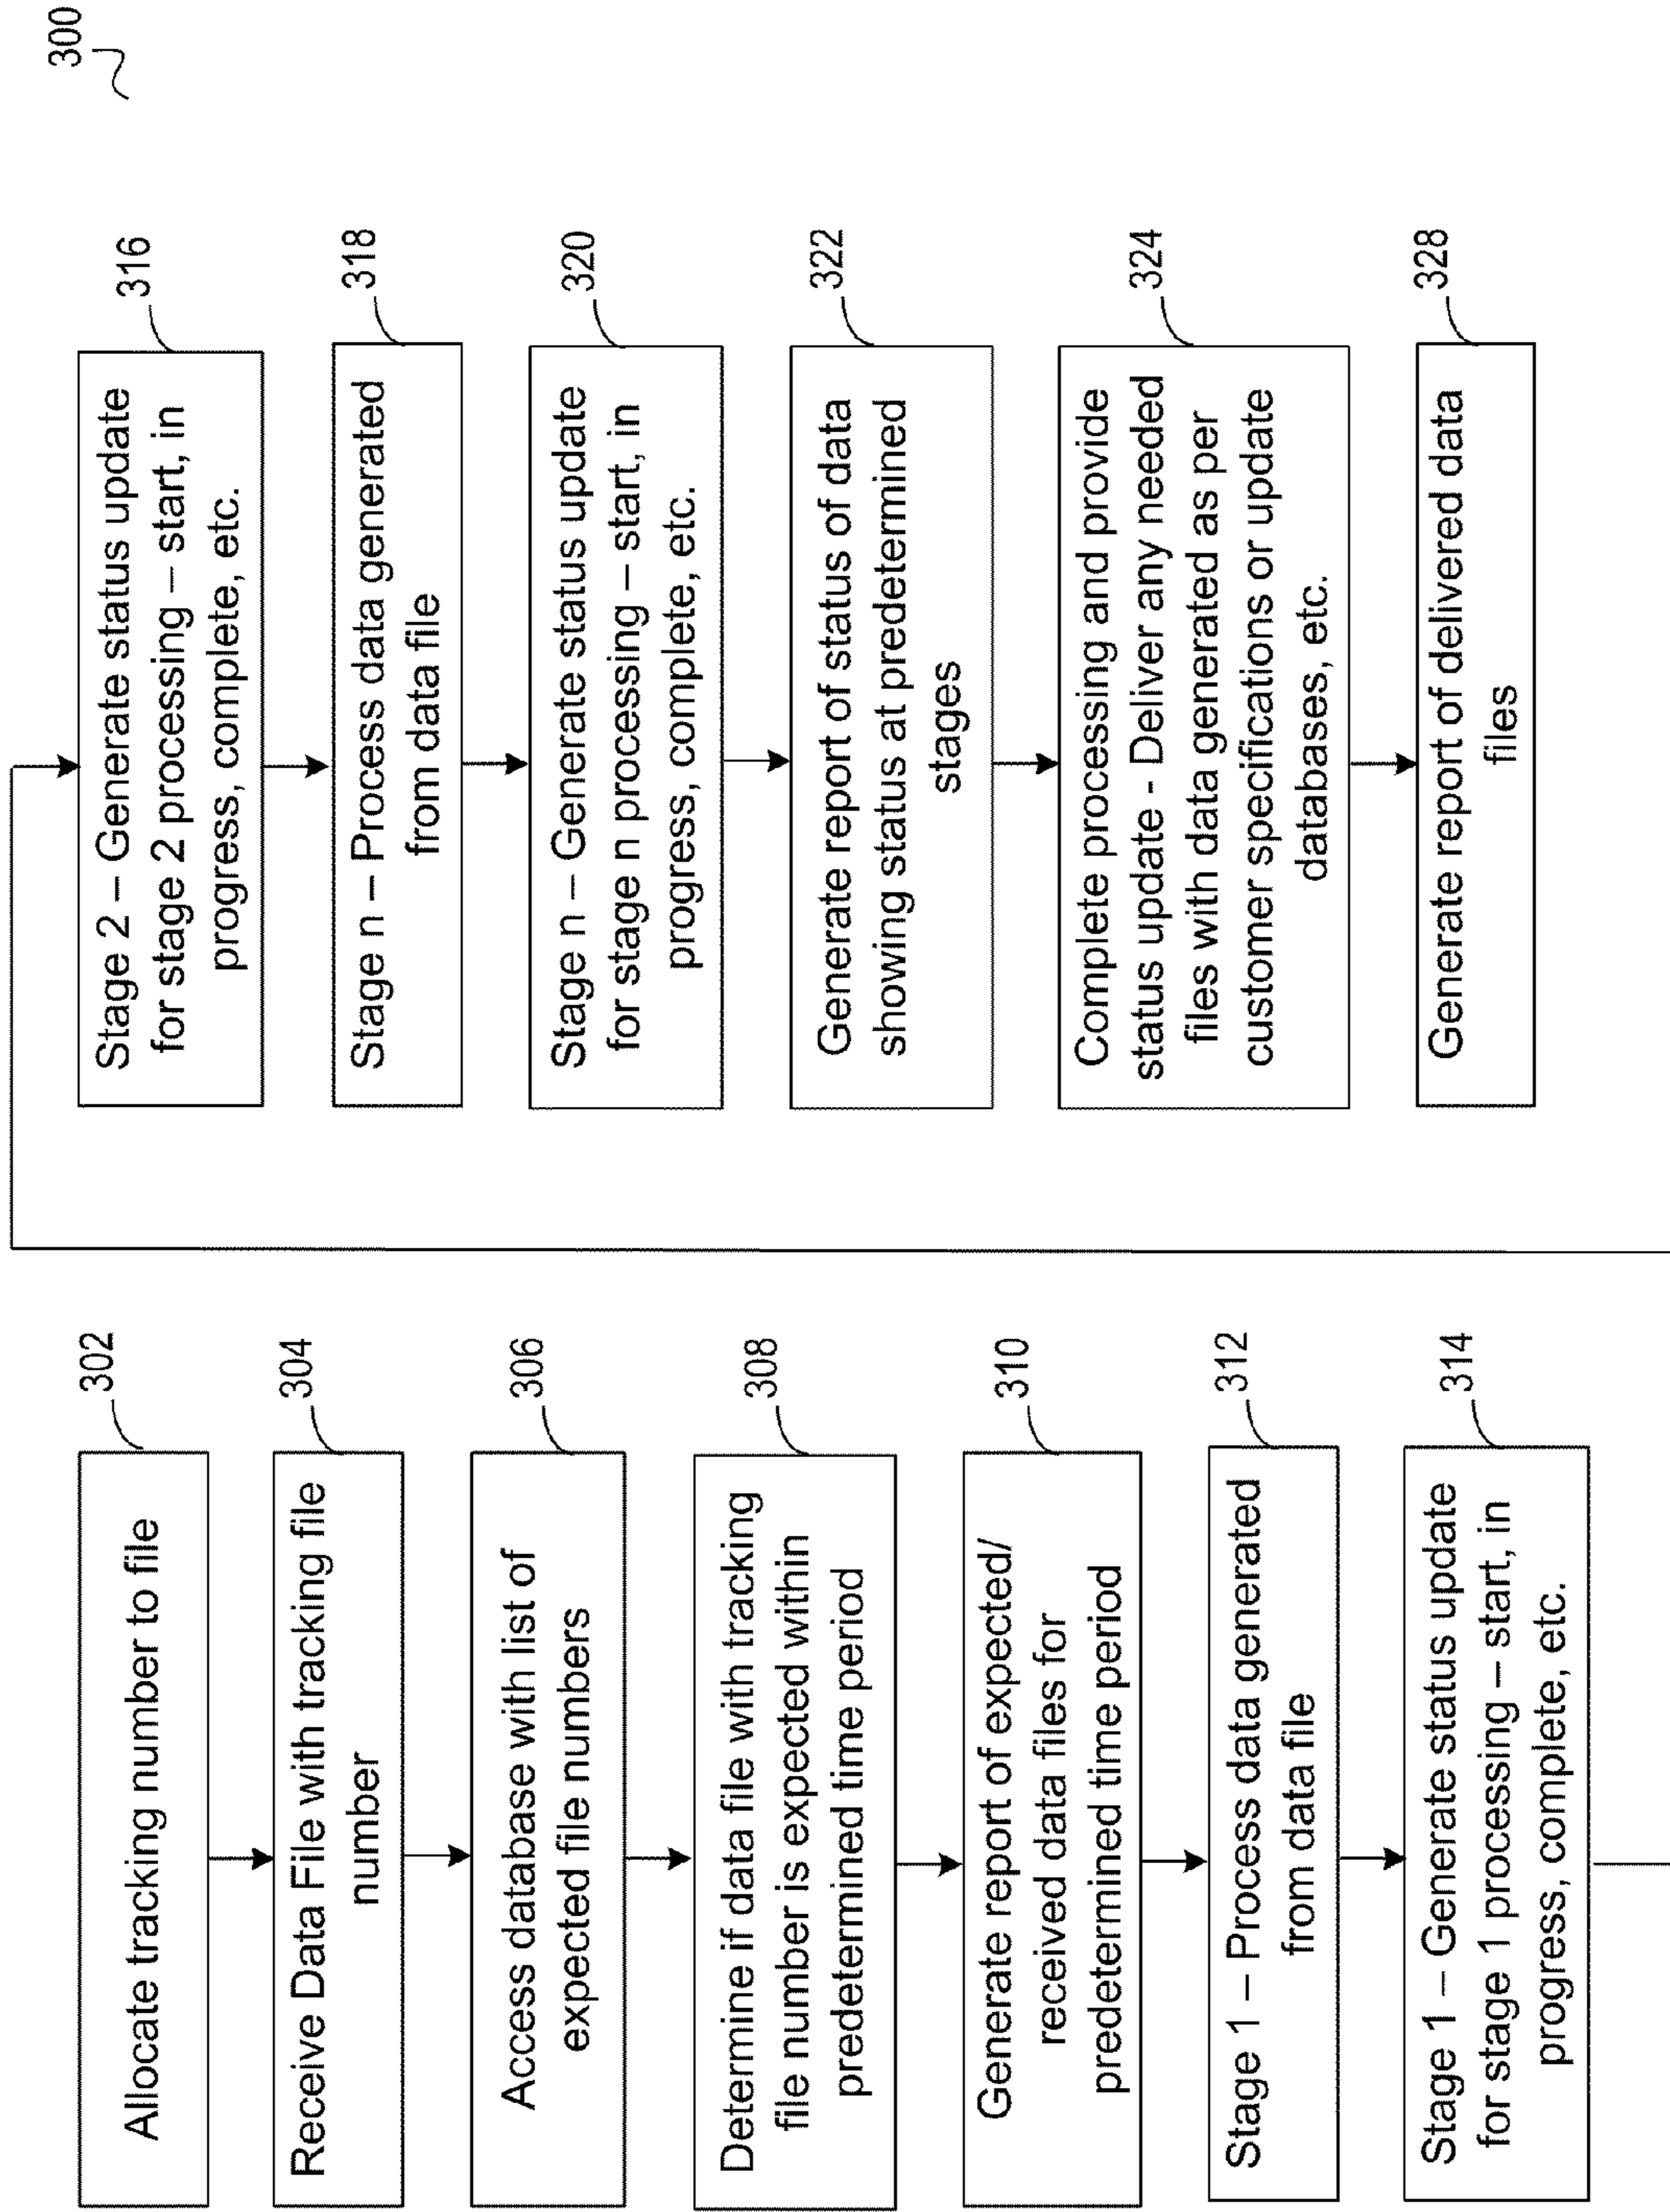 300
Allocate tracking number to file
302
Receive Data File with tracking file
number
304
Access database with list of
expected file numbers
306
Determine if data file with tracking
file number is expected within
predetermined time period
308
Generate report of expected/
received data files for
predetermined time period
310
Stage 1 – Process data generated
from data file
312
Stage 1 – Generate status update
for stage 1 processing – start, in
progress, complete, etc.
314
Stage 2 – Generate status update
for stage 2 processing – start, in
progress, complete, etc.
316
Stage n – Process data generated
from data file
318
Stage n – Generate status update
for stage n processing – start, in
progress, complete, etc.
320
Generate report of status of data
showing status at predetermined
stages
322
Complete processing and provide
status update - Deliver any needed
files with data generated as per
customer specifications or update
databases, etc.
324
Generate report of delivered data
files
328